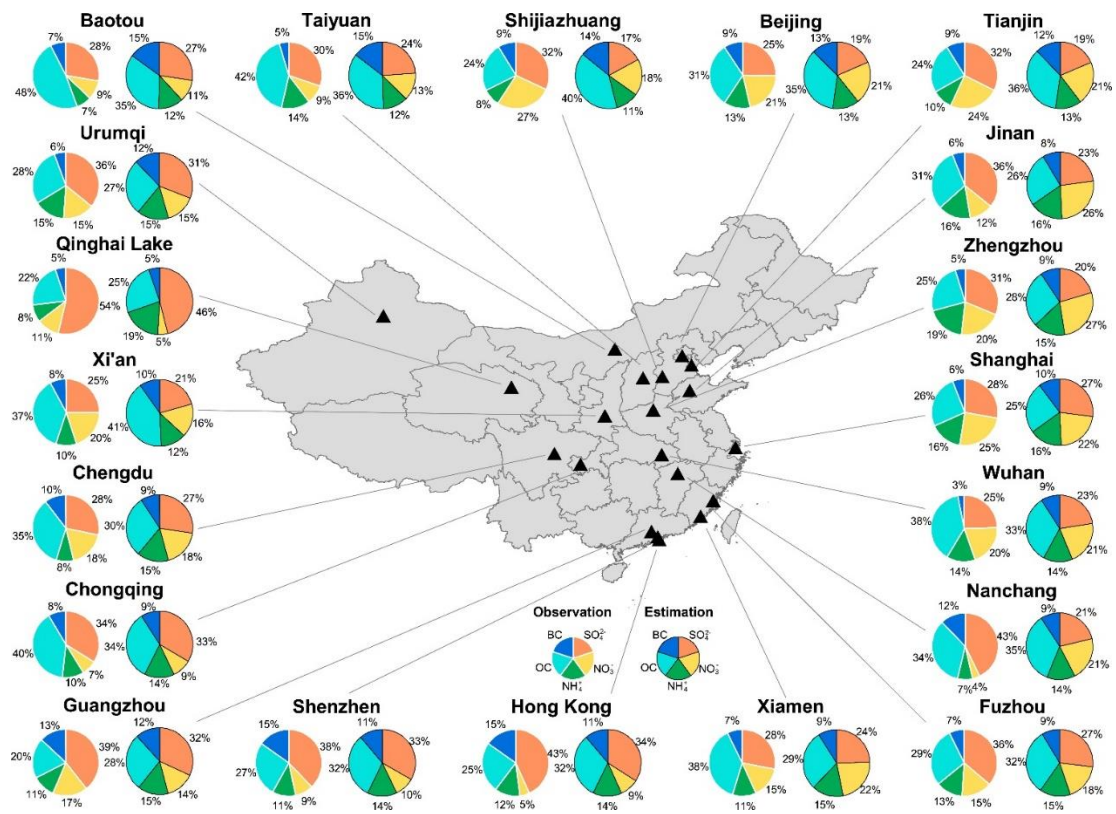 Baotou
7% 28% 9% 7% 48%
15% 27% 11% 12% 35%
Taiyuan
5% 30% 9% 14% 42%
15% 24% 13% 12% 36%
Shijiazhuang
9% 32% 27% 8% 24%
14% 17% 18% 11% 40%
Beijing
9% 25% 21% 13% 31%
13% 19% 21% 13% 35%
Tianjin
9% 32% 24% 10% 24%
12% 19% 21% 13% 36%
Urumqi
6% 36% 15% 15% 28%
12% 31% 15% 15% 27%
Jinan
6% 36% 12% 16% 31%
8% 23% 26% 16% 26%
Qinghai Lake
5% 54% 11% 8% 22%
5% 46% 5% 19% 25%
Zhengzhou
5% 31% 20% 19% 25%
9% 20% 27% 15% 28%
Xi'an
8% 25% 20% 10% 37%
10% 21% 16% 12% 41%
Shanghai
6% 28% 25% 16% 26%
10% 27% 22% 16% 25%
Chengdu
10% 28% 18% 8% 35%
9% 27% 18% 15% 30%
Wuhan
3% 25% 20% 14% 38%
9% 23% 21% 14% 33%
Chongqing
8% 34% 7% 10% 40%
9% 33% 9% 14% 34%
Nanchang
12% 43% 4% 7% 34%
9% 21% 21% 14% 35%
Observation
BC SO₄²⁻
OC NO₃⁻
NH₄⁺
Estimation
BC SO₄²⁻
OC NO₃⁻
NH₄⁺
Guangzhou
13% 39% 17% 11% 20%
12% 32% 14% 15% 28%
Shenzhen
15% 38% 9% 11% 27%
11% 33% 10% 14% 32%
Hong Kong
15% 43% 5% 12% 25%
11% 34% 9% 14% 32%
Xiamen
7% 28% 15% 11% 38%
9% 24% 22% 15% 29%
Fuzhou
7% 36% 15% 13% 29%
9% 27% 18% 15% 32%